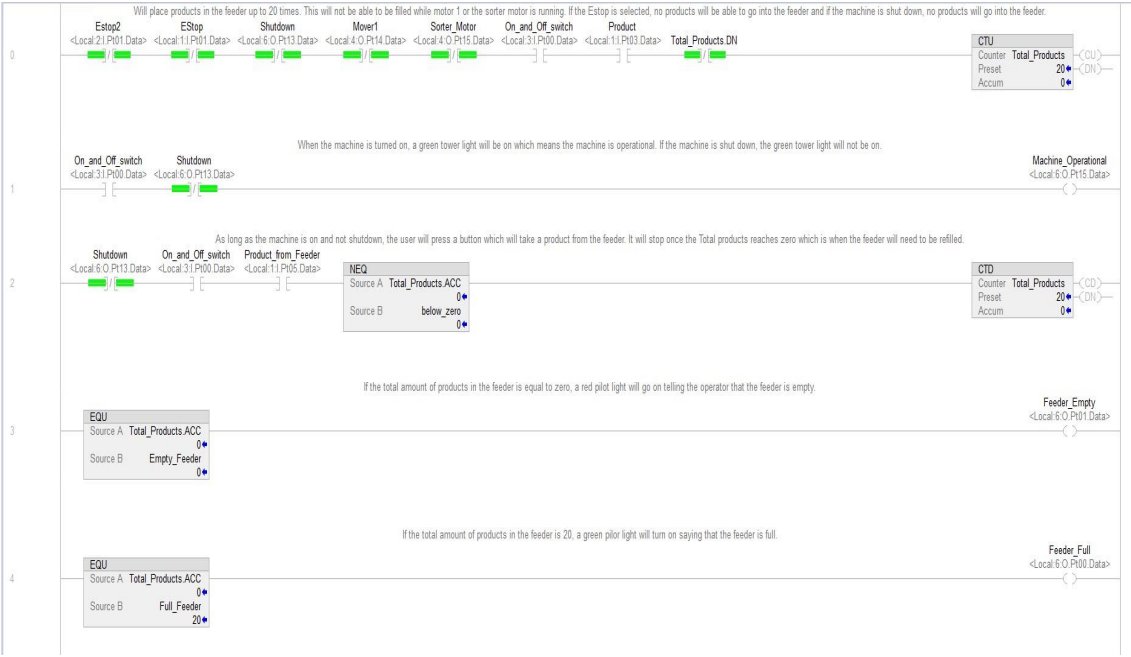 Will place products in the feeder up to 20 times. This will not be able to be filled while motor 1 or the sorter motor is running. If the Estop is selected, no products will be able to go into the feeder and if the machine is shut down, no products will go into the feeder.
Estop2 EStop Shutdown Mover1 Sorter_Motor On_and_Off_switch Product
<Local:2:I.Pt01.Data> <Local:1:I.Pt01.Data> <Local:6:O.Pt13.Data> <Local:4:O.Pt14.Data> <Local:4:O.Pt15.Data> <Local:3:I.Pt00.Data> <Local:1:I.Pt03.Data> Total_Products.DN
0
CTU
Counter Total_Products (CU)
Preset 20 (DN)
Accum 0
When the machine is turned on, a green tower light will be on which means the machine is operational. If the machine is shut down, the green tower light will not be on.
On_and_Off_switch Shutdown Machine_Operational
<Local:3:I.Pt00.Data> <Local:6:O.Pt13.Data> <Local:6:O.Pt15.Data>
1
As long as the machine is on and not shutdown, the user will press a button which will take a product from the feeder. It will stop once the Total products reaches zero which is when the feeder will need to be refilled.
Shutdown On_and_Off_switch Product_from_Feeder
<Local:6:O.Pt13.Data> <Local:3:I.Pt00.Data> <Local:1:I.Pt05.Data>
2
NEQ
Source A Total_Products.ACC
0
Source B below_zero
0
CTD
Counter Total_Products (CD)
Preset 20 (DN)
Accum 0
If the total amount of products in the feeder is equal to zero, a red pilot light will go on telling the operator that the feeder is empty.
Feeder_Empty
<Local:6:O.Pt01.Data>
3
EQU
Source A Total_Products.ACC
0
Source B Empty_Feeder
0
If the total amount of products in the feeder is 20, a green pilor light will turn on saying that the feeder is full.
Feeder_Full
<Local:6:O.Pt00.Data>
4
EQU
Source A Total_Products.ACC
0
Source B Full_Feeder
20